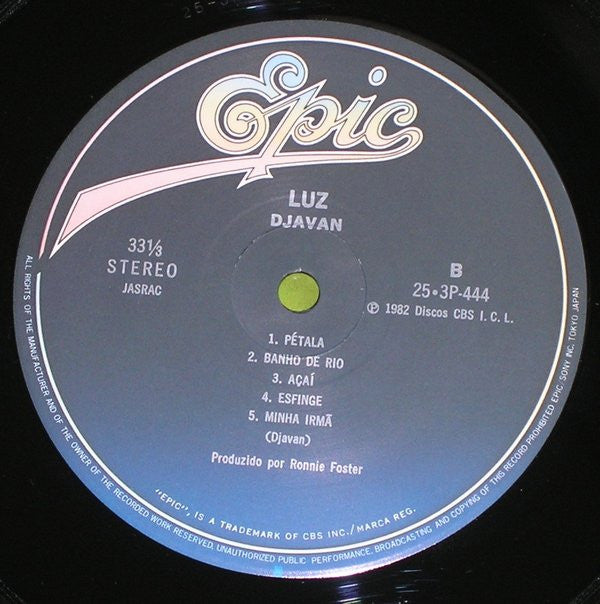 Epic
LUZ
DJAVAN
33⅓
STEREO
JASRAC
B
25•3P-444
Ⓟ 1982 Discos CBS I. C. L.
1. PÉTALA
2. BANHO DE RIO
3. AÇAÍ
4. ESFINGE
5. MINHA IRMÃ
(Djavan)
Produzido por Ronnie Foster
"EPIC", IS A TRADEMARK OF CBS INC./MARCA REG.
ALL RIGHTS OF THE MANUFACTURER AND OF THE OWNER OF THE RECORDED WORK RESERVED, UNAUTHORIZED PUBLIC PERFORMANCE, BROADCASTING AND COPYING OF THIS RECORD PROHIBITED EPIC·SONY INC. TOKYO JAPAN